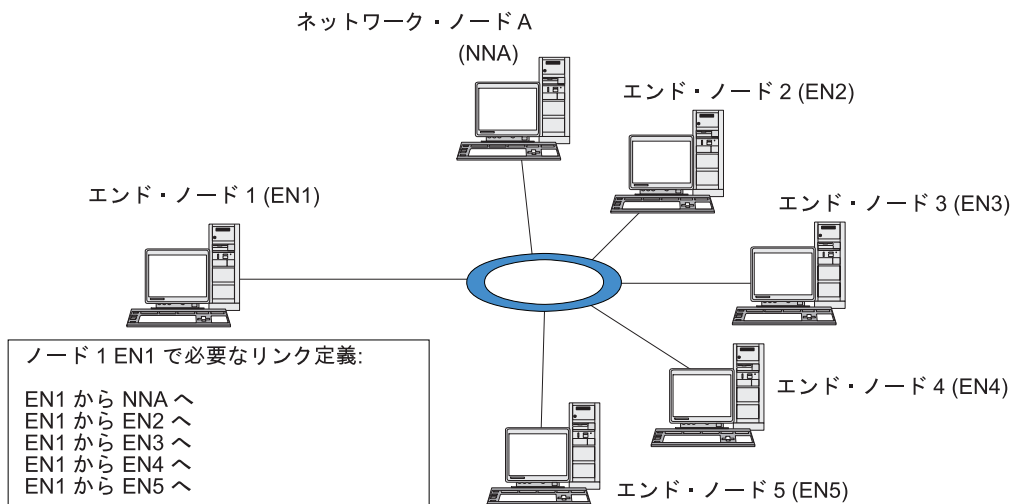 ネットワーク・ノード A
(NNA)
エンド・ノード 2 (EN2)
エンド・ノード 1 (EN1)
エンド・ノード 3 (EN3)
ノード 1 EN1 で必要なリンク定義:
EN1 から NNA へ
EN1 から EN2 へ
EN1 から EN3 へ
EN1 から EN4 へ
EN1 から EN5 へ
エンド・ノード 4 (EN4)
エンド・ノード 5 (EN5)